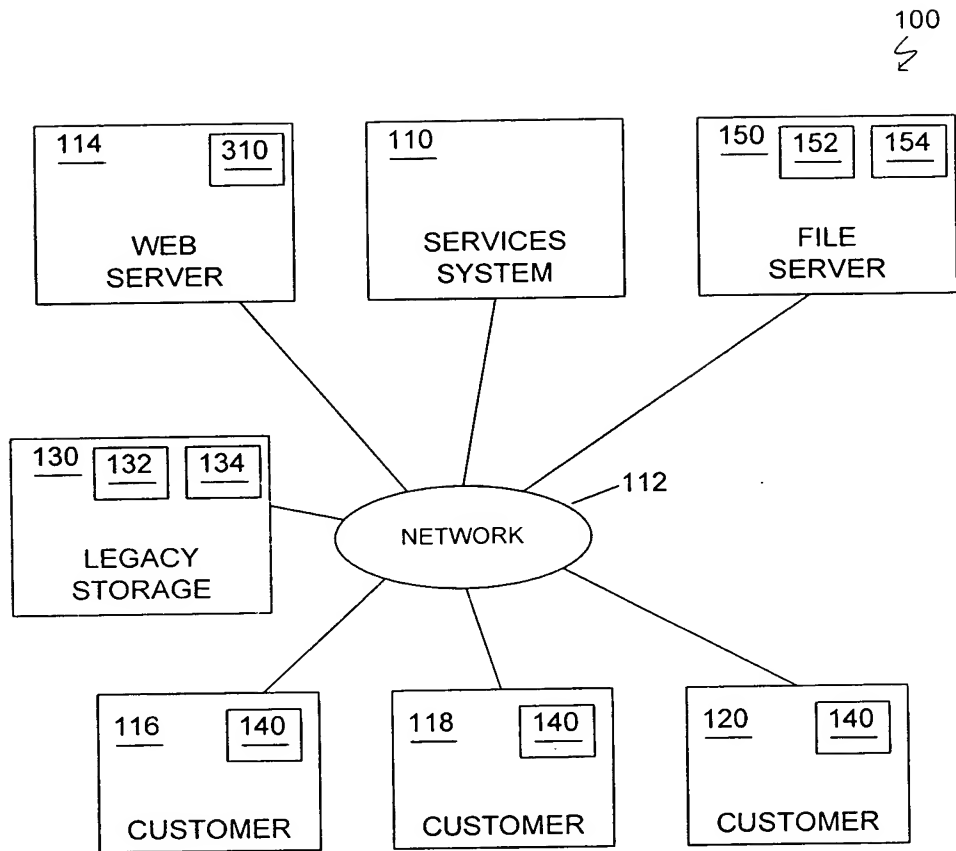 100
114
310
WEB
SERVER
110
SERVICES
SYSTEM
150
152
154
FILE
SERVER
130
132
134
LEGACY
STORAGE
NETWORK
112
116
140
CUSTOMER
118
140
CUSTOMER
120
140
CUSTOMER